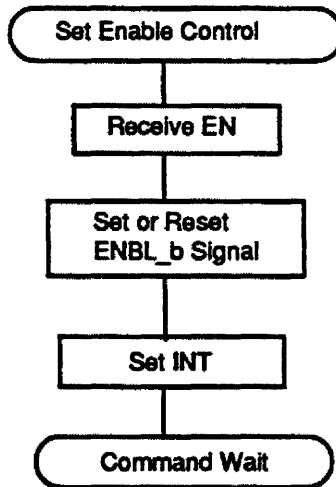 Set Enable Control
Receive EN
Set or Reset
ENBL_b Signal
Set INT
Command Wait